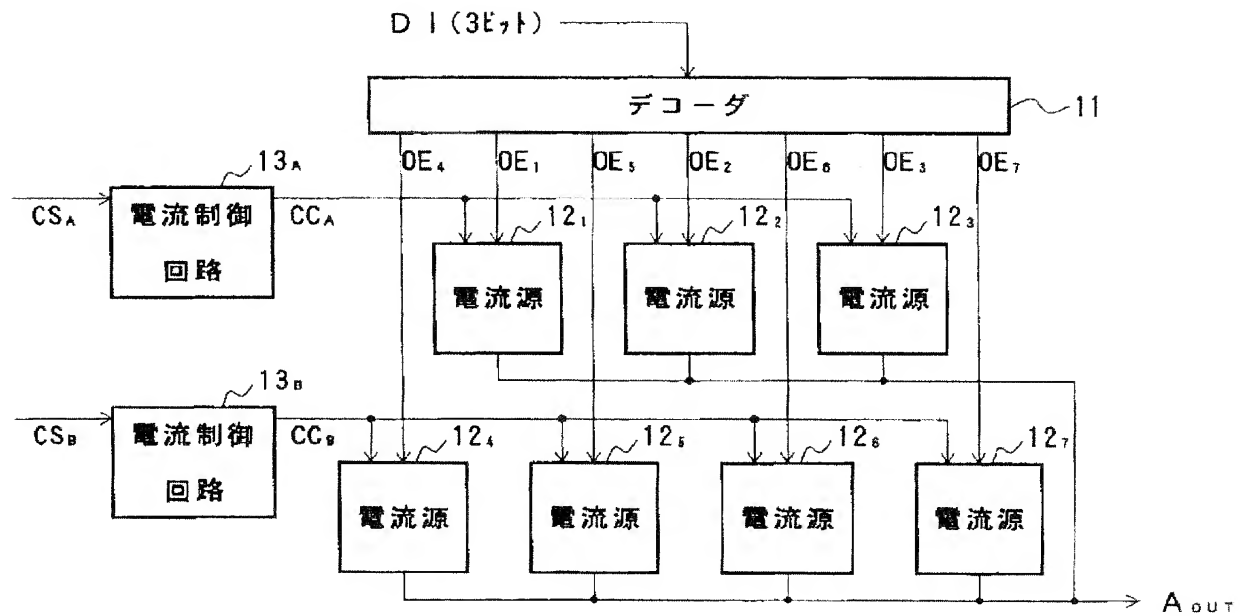 DI(3ビット)
デコーダ
11
OE₄ OE₁ OE₅ OE₂ OE₆ OE₃ OE₇
13A
CSA
電流制御
回路
CCA
12₁
12₂
12₃
電流源
電流源
電流源
13B
CSB
電流制御
回路
CCB
12₄
12₅
12₆
12₇
電流源
電流源
電流源
電流源
AOUT